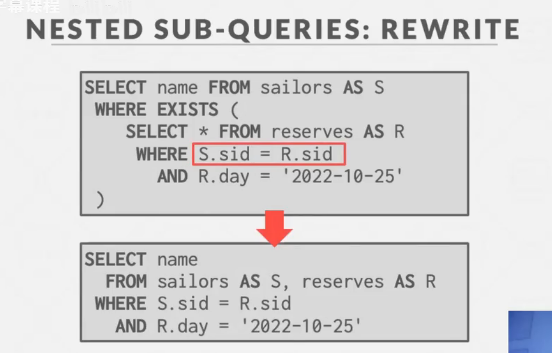 NESTED SUB-QUERIES: REWRITE
SELECT name FROM sailors AS S
WHERE EXISTS (
SELECT * FROM reserves AS R
WHERE S.sid = R.sid
AND R.day = '2022-10-25'
)
SELECT name
FROM sailors AS S, reserves AS R
WHERE S.sid = R.sid
AND R.day = '2022-10-25'